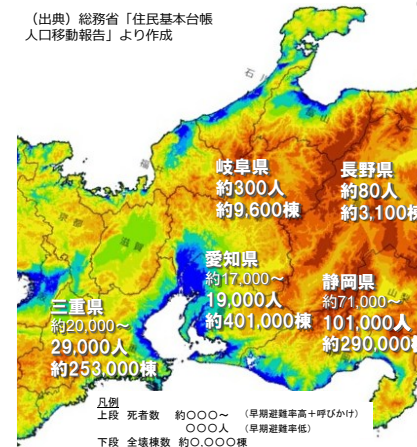 （出典）総務省「住民基本台帳
人口移動報告」より作成
石川
岐阜県
約300人
約9,600棟
長野県
約80人
約3,100棟
滋賀
愛知県
約17,000～
19,000人
約401,000棟
静岡県
約71,000～
101,000人
約290,000棟
三重県
約20,000～
29,000人
約253,000棟
凡例
上段 死者数 約○○○～ （早期避難率高＋呼びかけ）
○○○人 （早期避難率低）
下段 全壊棟数 約○,○○○棟